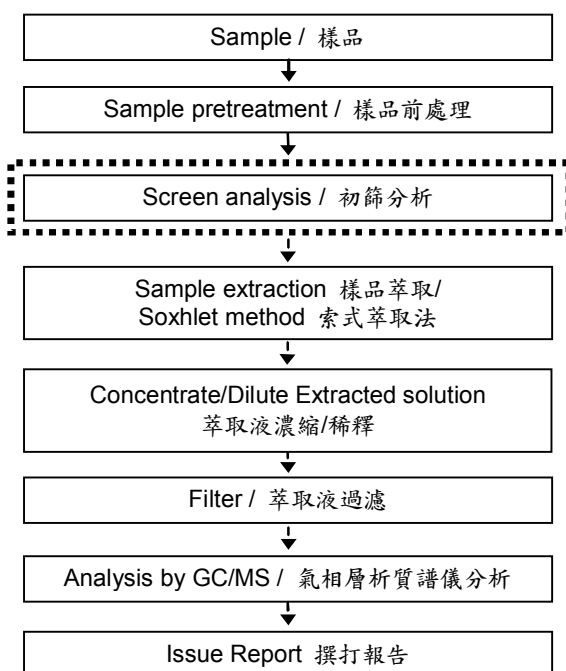 Sample / 樣品
Sample pretreatment / 樣品前處理
Screen analysis / 初篩分析
Sample extraction 樣品萃取/
Soxhlet method 索式萃取法
Concentrate/Dilute Extracted solution
萃取液濃縮/稀釋
Filter / 萃取液過濾
Analysis by GC/MS / 氣相層析質譜儀分析
Issue Report 撰打報告